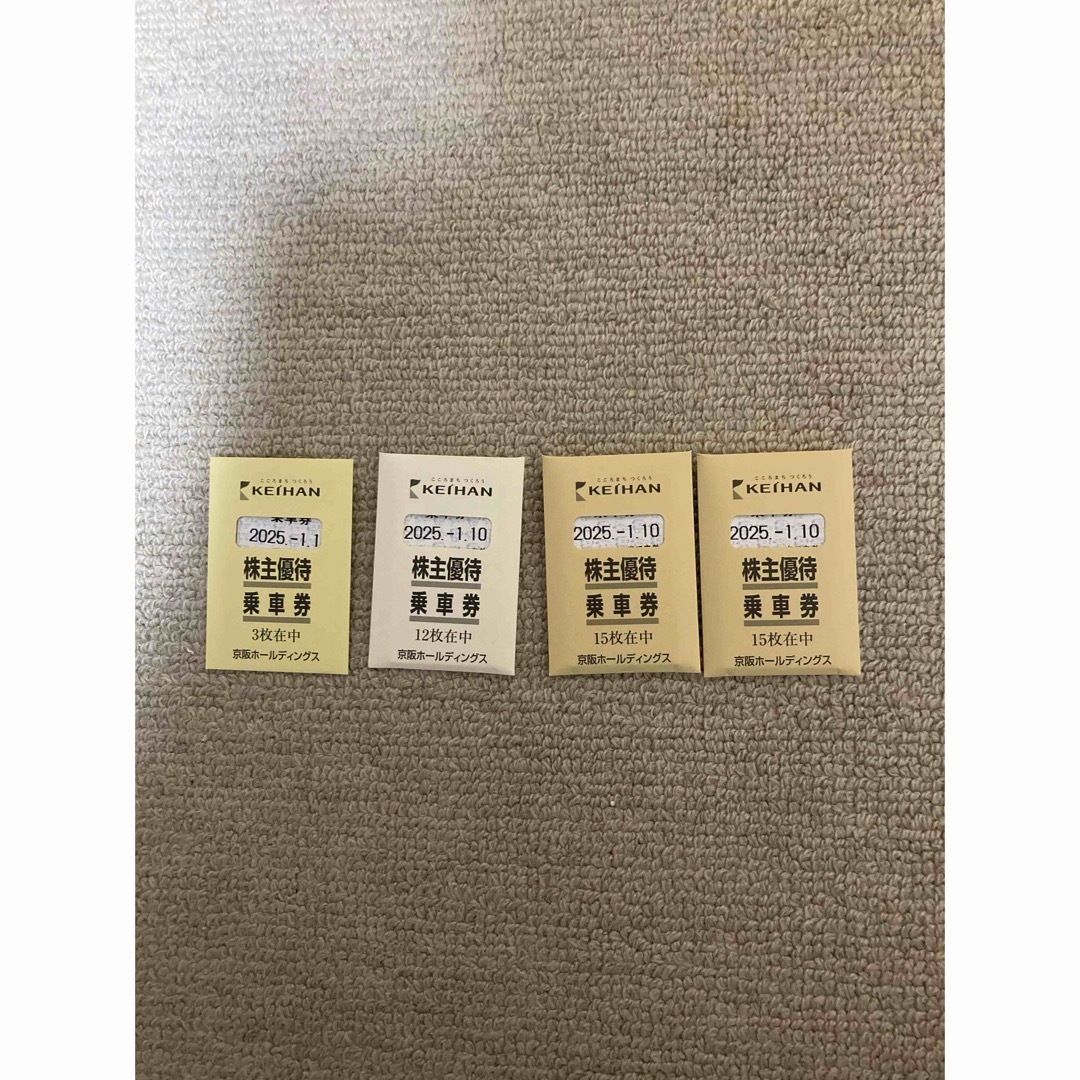 こころまち つくろう
KEIHAN
乗車券
2025.-1.1
株主優待
乗車券
3枚在中
京阪ホールディングス
こころまち つくろう
KEIHAN
2025.-1.10
株主優待
乗車券
12枚在中
京阪ホールディングス
こころまち つくろう
KEIHAN
2025.-1.10
株主優待
乗車券
15枚在中
京阪ホールディングス
こころまち つくろう
KEIHAN
2025.-1.10
株主優待
乗車券
15枚在中
京阪ホールディングス